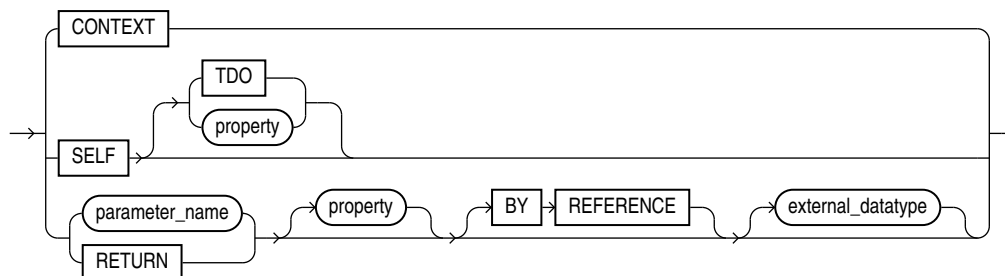 CONTEXT
TDO
property
SELF
parameter_name property BY REFERENCE external_datatype
RETURN